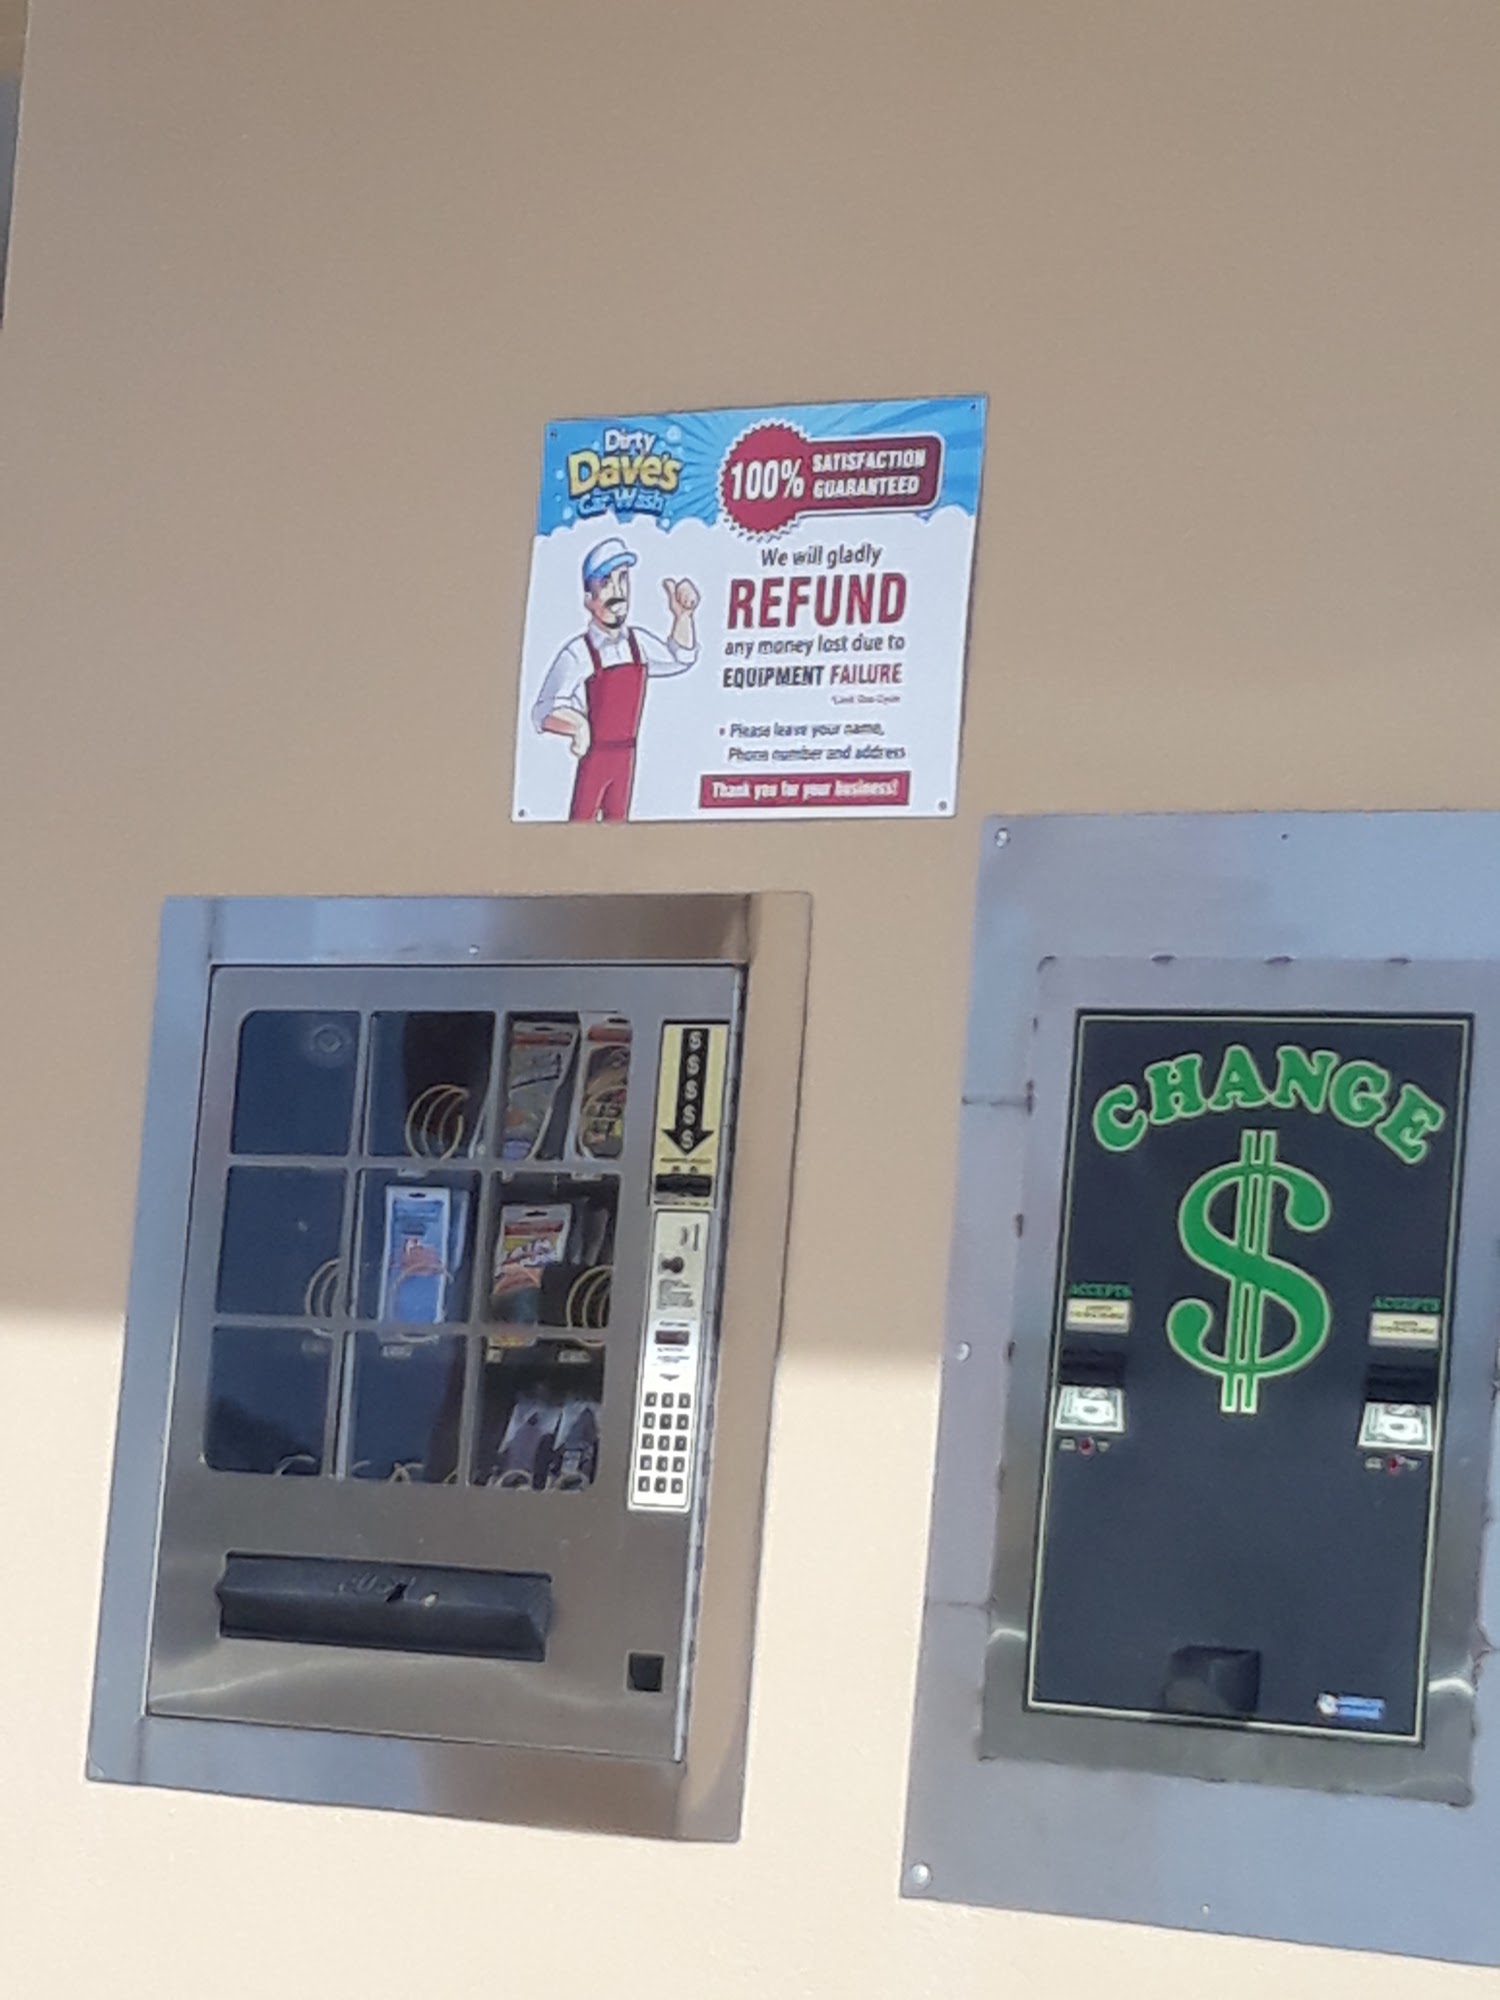 Dirty
Dave's
Car Wash
100% SATISFACTION
GUARANTEED
We will gladly
REFUND
any money lost due to
EQUIPMENT FAILURE
• Please leave your name,
Phone number and address
Thank you for your business!
$
$
$
$
$
CHANGE
$
ACCEPTS
ACCEPTS
PUSH